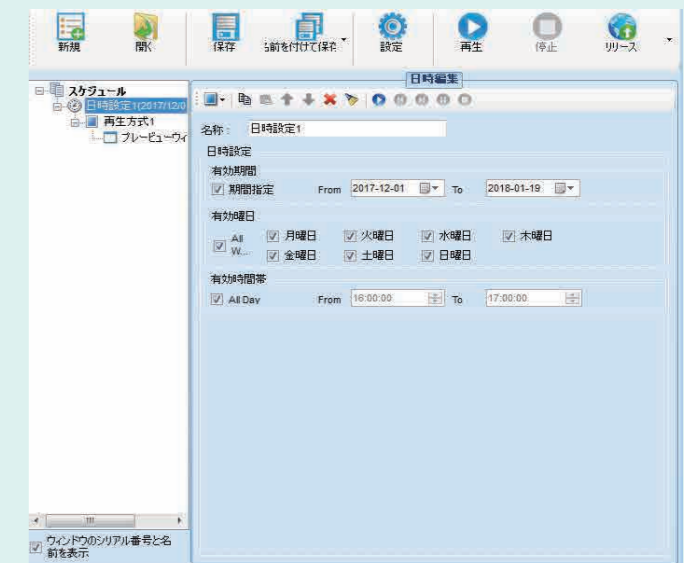 新規 開く 保存 名前を付けて保存 設定 再生 停止 リリース
日時編集
スケジュール
日時設定1(2017/12/0
再生方式1
プレービューウィ
名称: 日時設定1
日時設定
有効期間
期間指定 From 2017-12-01 To 2018-01-19
有効曜日
All W... 月曜日 火曜日 水曜日 木曜日
金曜日 土曜日 日曜日
有効時間帯
All Day From 16:00:00 To 17:00:00
ウィンドウのシリアル番号と名
前を表示